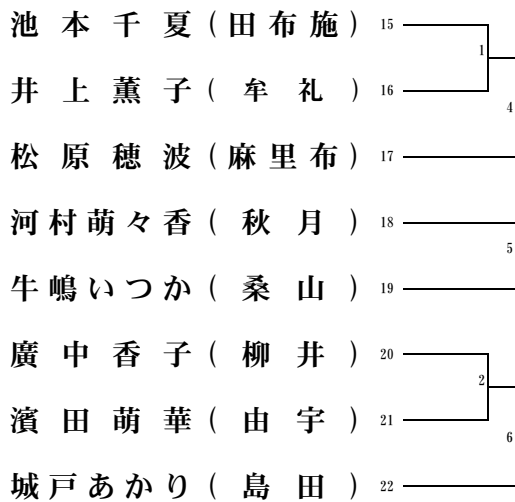 池本千夏(田布施) 15
1
井上薫子(牟礼) 16
4
松原穂波(麻里布) 17
河村萌々香(秋月) 18
5
牛嶋いつか(桑山) 19
廣中香子(柳井) 20
2
濱田萌華(由宇) 21
6
城戸あかり(島田) 22